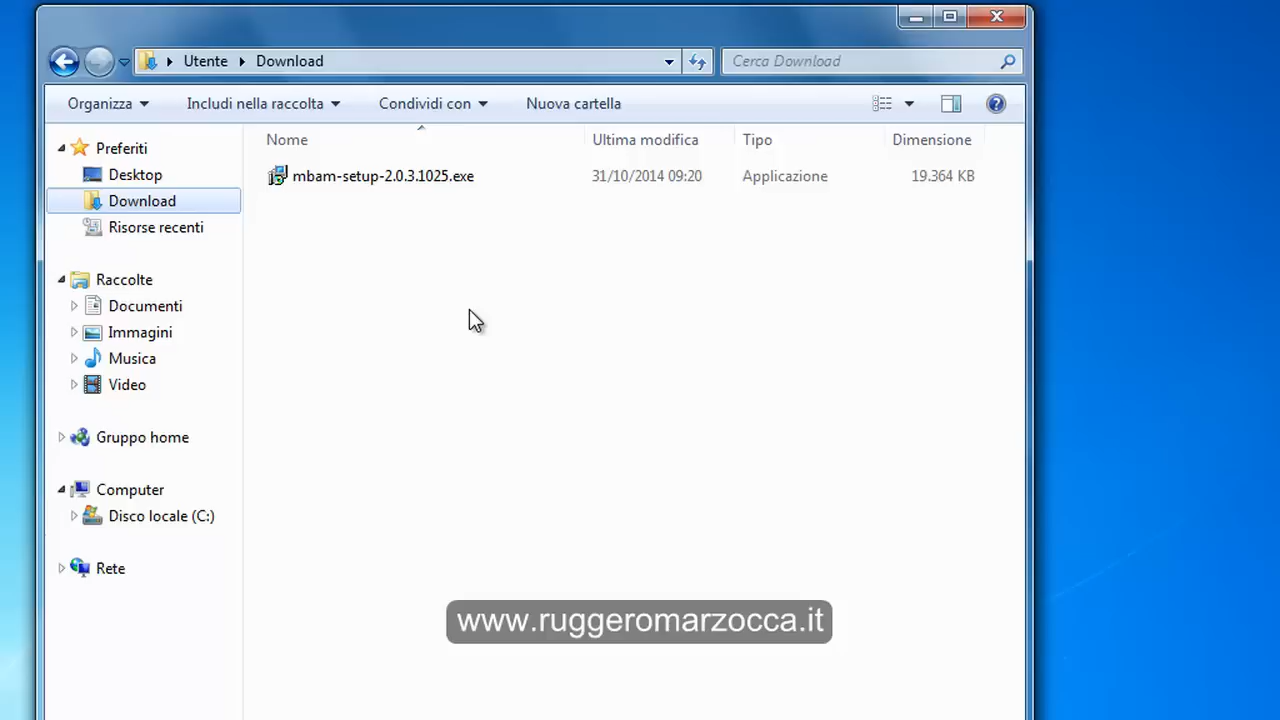 Utente Download
Cerca Download
Organizza Includi nella raccolta Condividi con Nuova cartella
Nome Ultima modifica Tipo Dimensione
mbam-setup-2.0.3.1025.exe 31/10/2014 09:20 Applicazione 19.364 KB
Preferiti
Desktop
Download
Risorse recenti
Raccolte
Documenti
Immagini
Musica
Video
Gruppo home
Computer
Disco locale (C:)
Rete
www.ruggeromarzocca.it